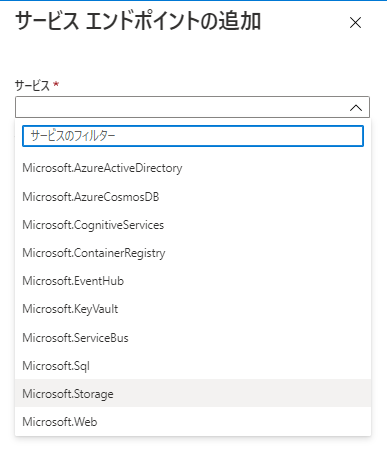 サービス エンドポイントの追加
サービス *
サービスのフィルター
Microsoft.AzureActiveDirectory
Microsoft.AzureCosmosDB
Microsoft.CognitiveServices
Microsoft.ContainerRegistry
Microsoft.EventHub
Microsoft.KeyVault
Microsoft.ServiceBus
Microsoft.Sql
Microsoft.Storage
Microsoft.Web